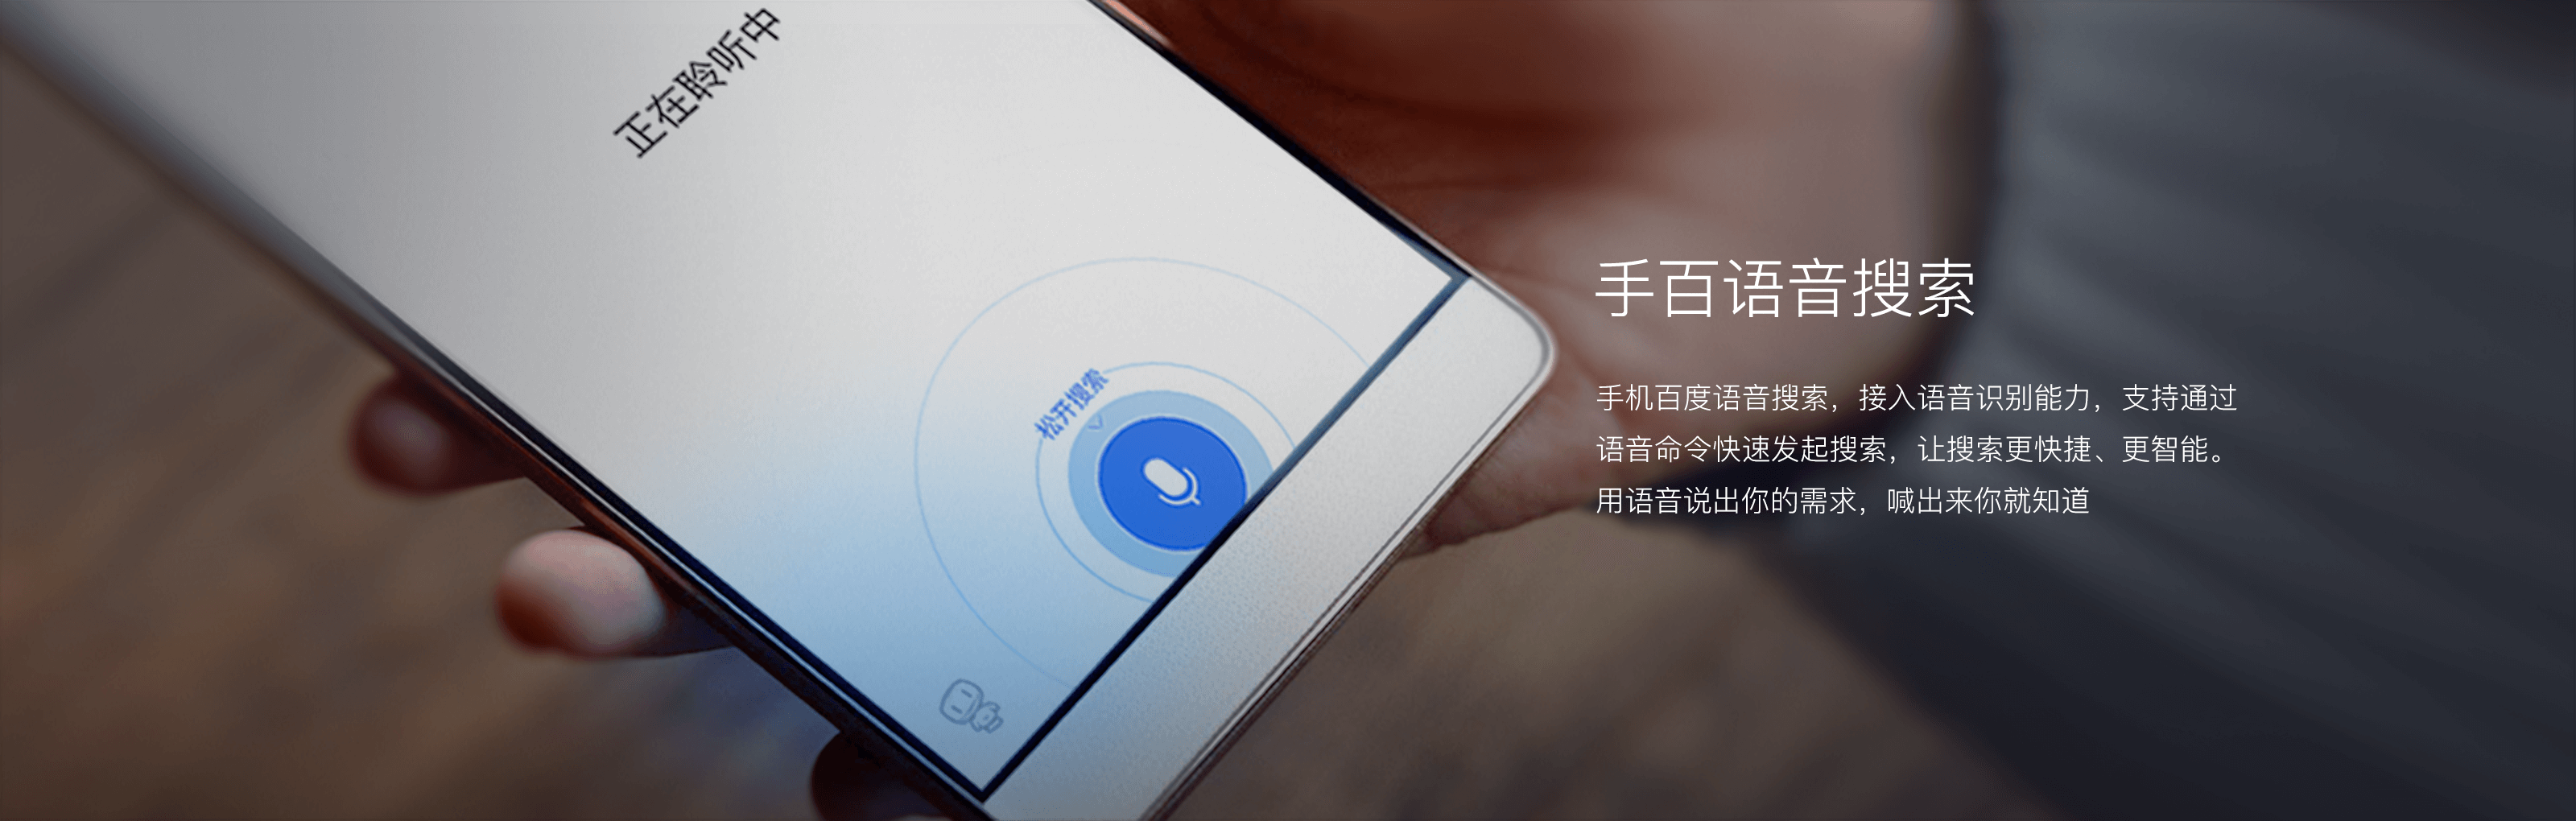 正在聆听中
松开搜索
手百语音搜索
手机百度语音搜索，接入语音识别能力，支持通过
语音命令快速发起搜索，让搜索更快捷、更智能。
用语音说出你的需求，喊出来你就知道